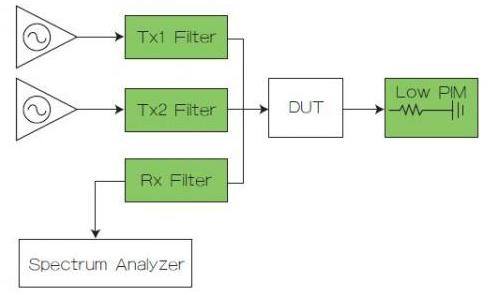 Tx1 Filter
Tx2 Filter
DUT
Low PIM
Rx Filter
Spectrum Analyzer